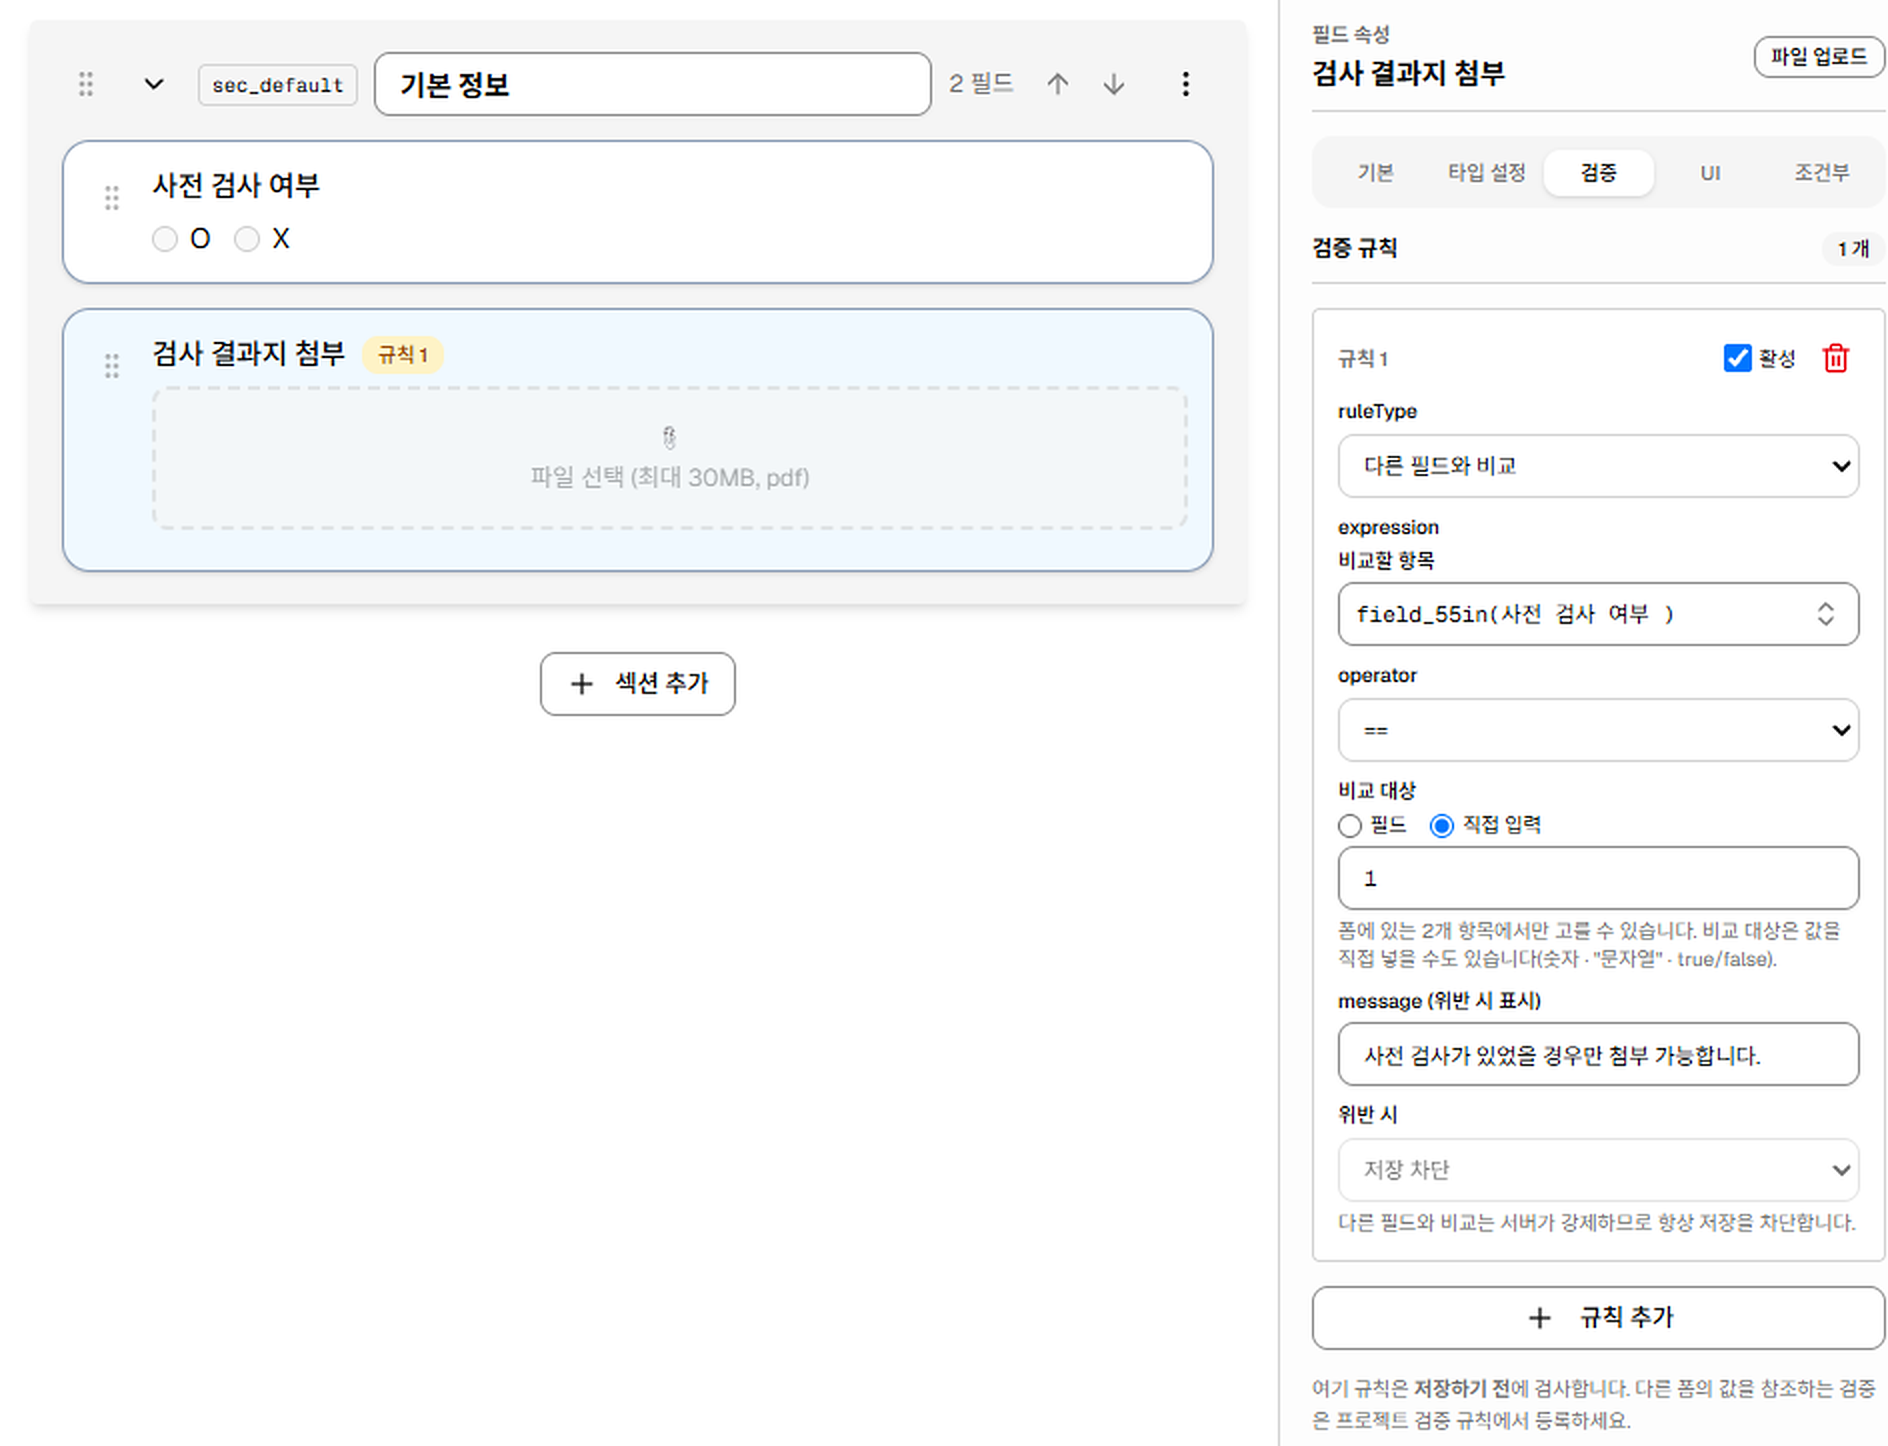 sec_default
기본 정보
2 필드
사전 검사 여부
O X
검사 결과지 첨부 규칙 1
파일 선택 (최대 30MB, pdf)
섹션 추가
필드 속성
검사 결과지 첨부
파일 업로드
기본 타입 설정 검증 UI 조건부
검증 규칙
1 개
규칙 1
활성
ruleType
다른 필드와 비교
expression
비교할 항목
field_55in(사전 검사 여부 )
operator
==
비교 대상
필드 직접 입력
1
폼에 있는 2개 항목에서만 고를 수 있습니다. 비교 대상은 값을
직접 넣을 수도 있습니다(숫자 · "문자열" · true/false).
message (위반 시 표시)
사전 검사가 있었을 경우만 첨부 가능합니다.
위반 시
저장 차단
다른 필드와 비교는 서버가 강제하므로 항상 저장을 차단합니다.
규칙 추가
여기 규칙은 저장하기 전에 검사합니다. 다른 폼의 값을 참조하는 검증
은 프로젝트 검증 규칙에서 등록하세요.